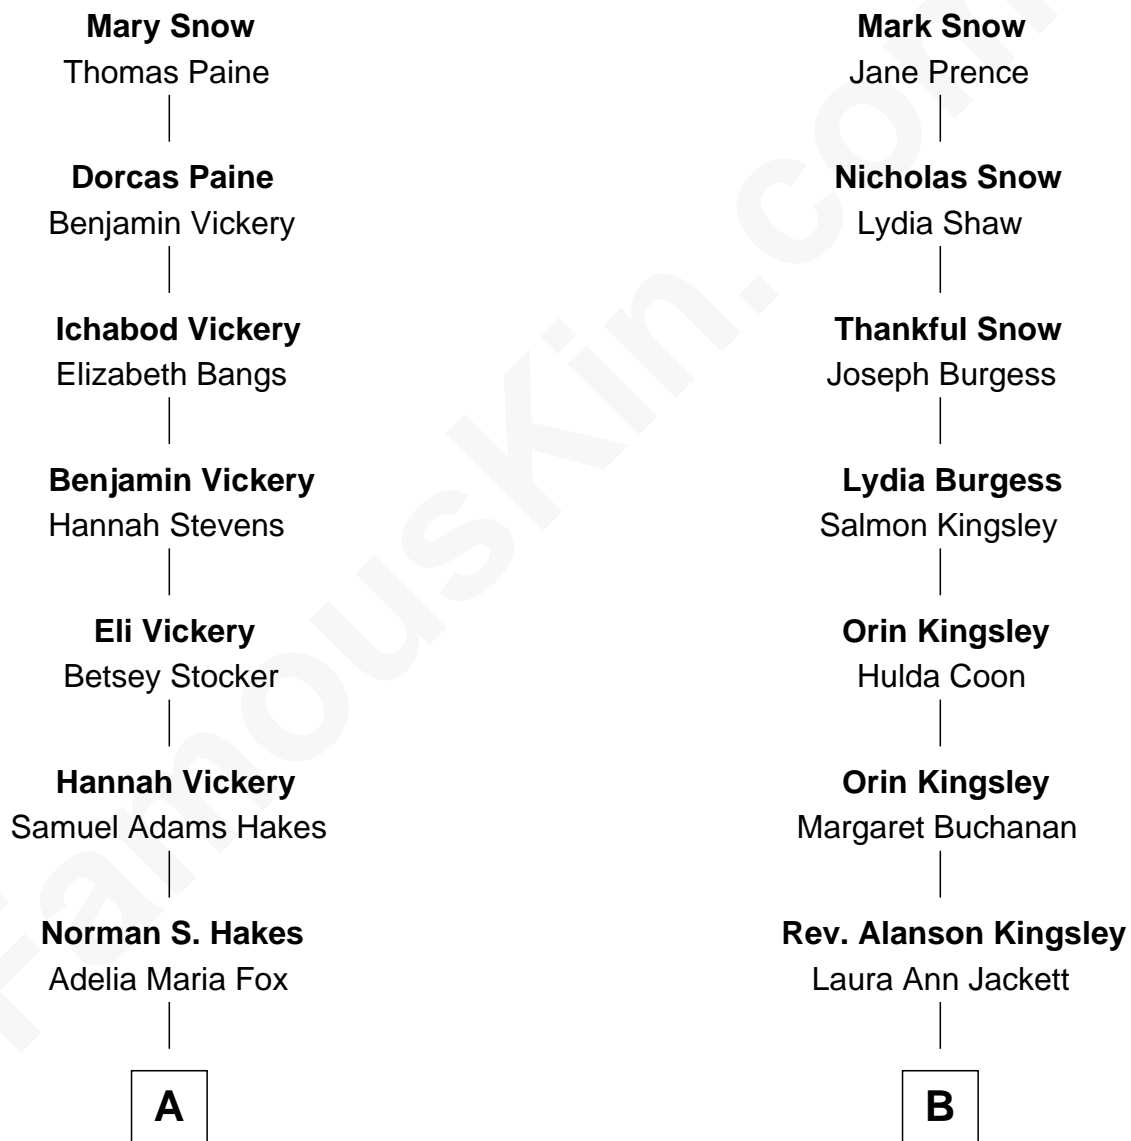 Mary Snow
Thomas Paine
Dorcas Paine
Benjamin Vickery
Ichabod Vickery
Elizabeth Bangs
Benjamin Vickery
Hannah Stevens
Eli Vickery
Betsey Stocker
Hannah Vickery
Samuel Adams Hakes
Norman S. Hakes
Adelia Maria Fox
A
Mark Snow
Jane Prence
Nicholas Snow
Lydia Shaw
Thankful Snow
Joseph Burgess
Lydia Burgess
Salmon Kingsley
Orin Kingsley
Hulda Coon
Orin Kingsley
Margaret Buchanan
Rev. Alanson Kingsley
Laura Ann Jackett
B
FamousKin.com